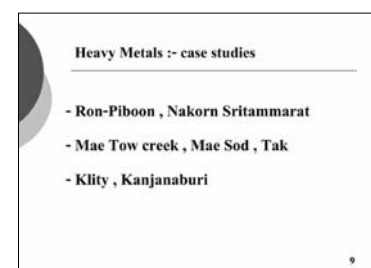 Heavy Metals :- case studies
- Ron-Piboon , Nakorn Sritammarat
- Mae Tow creek , Mae Sod , Tak
- Klity , Kanjanaburi
9